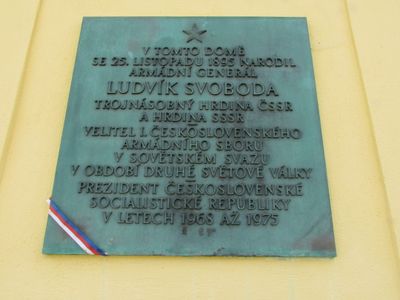 V TOMTO DOMĚ
SE 25. LISTOPADU 1895 NARODIL
ARMÁDNÍ GENERÁL
LUDVÍK SVOBODA
TROJNÁSOBNÝ HRDINA ČSSR
A HRDINA SSSR
VELITEL I. ČESKOSLOVENSKÉHO
ARMÁDNÍHO SBORU
V SOVĚTSKÉM SVAZU
V OBDOBÍ DRUHÉ SVĚTOVÉ VÁLKY
PREZIDENT ČESKOSLOVENSKÉ
SOCIALISTICKÉ REPUBLIKY
V LETECH 1968 AŽ 1975